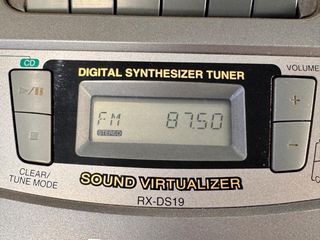 CD
DIGITAL SYNTHESIZER TUNER
VOLUME
FM 87.50
STEREO
+
-
CLEAR/
TUNE MODE
SOUND VIRTUALIZER
RX-DS19